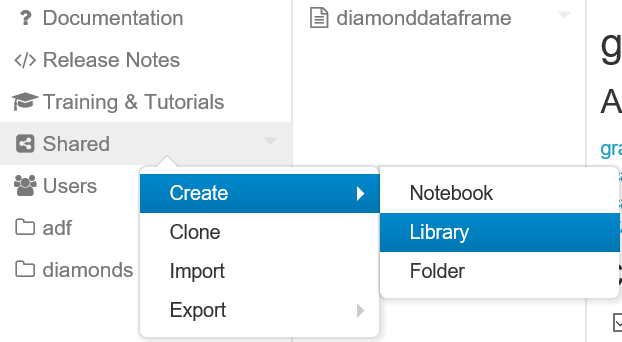 Documentation
Release Notes
Training & Tutorials
Shared
Users
adf
diamonds
Create
Clone
Import
Export
Notebook
Library
Folder
diamonddataframe
g
A
gra